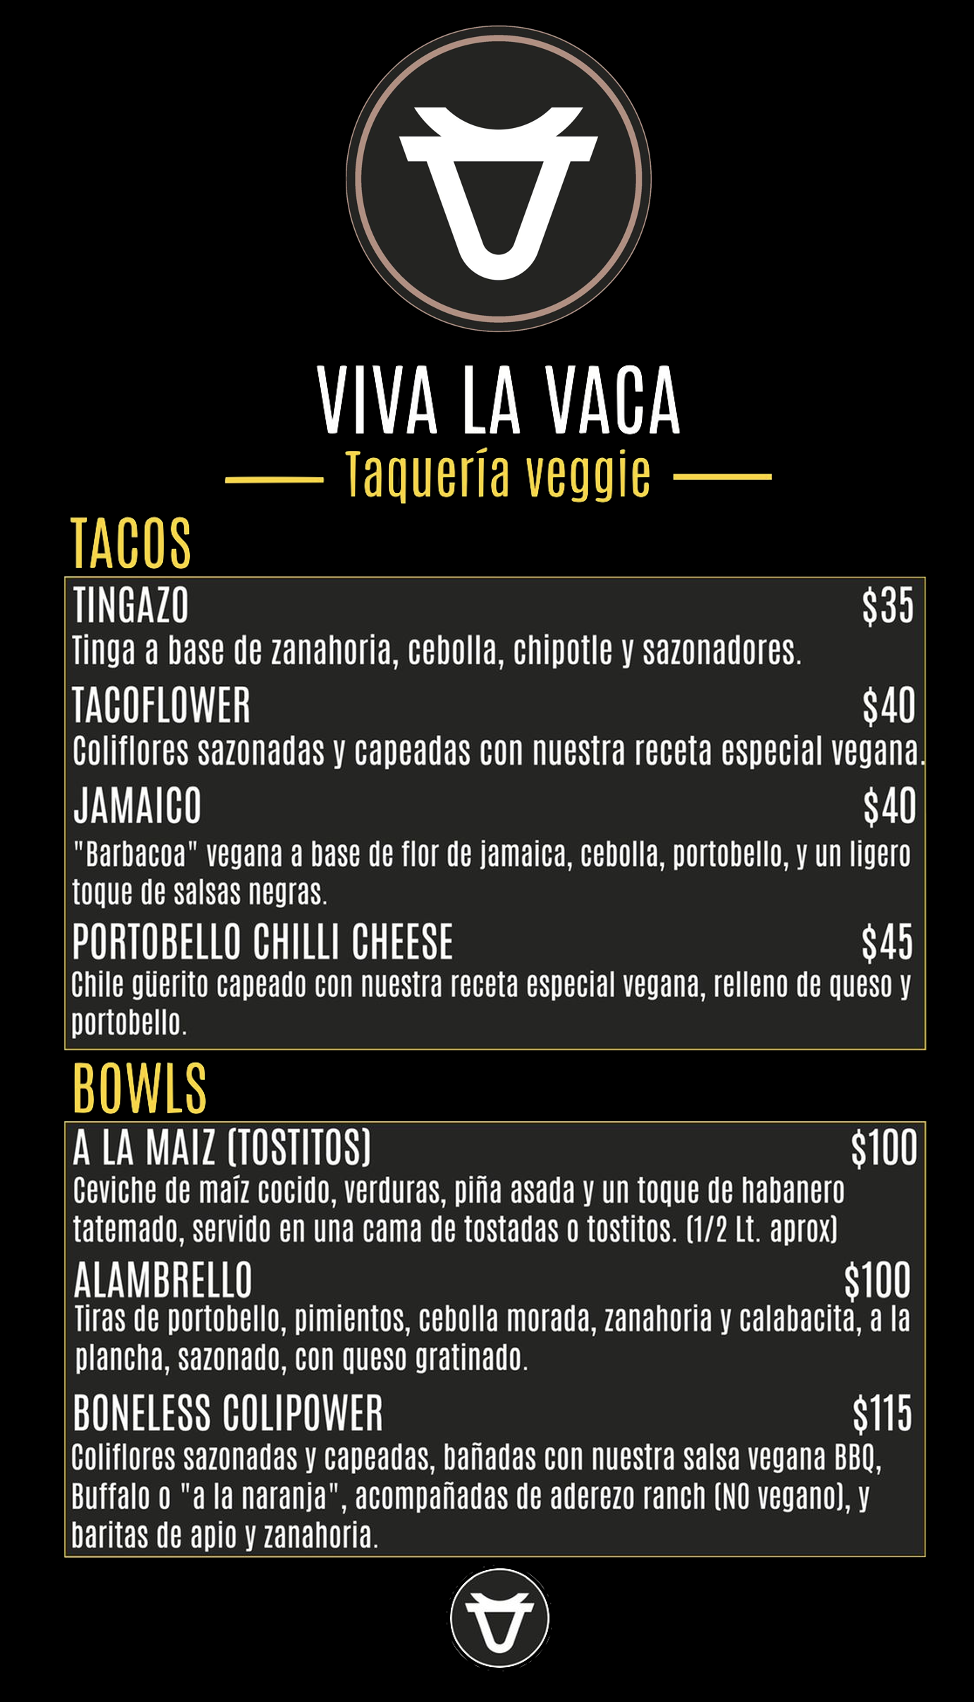 VIVA LA VACA
Taquería veggie
TACOS
TINGAZO $35
Tinga a base de zanahoria, cebolla, chipotle y sazonadores.
TACOFLOWER $40
Coliflores sazonadas y capeadas con nuestra receta especial vegana.
JAMAICO $40
"Barbacoa" vegana a base de flor de jamaica, cebolla, portobello, y un ligero
toque de salsas negras.
PORTOBELLO CHILLI CHEESE $45
Chile güerito capeado con nuestra receta especial vegana, relleno de queso y
portobello.
BOWLS
A LA MAIZ (TOSTITOS) $100
Ceviche de maíz cocido, verduras, piña asada y un toque de habanero
tatemado, servido en una cama de tostadas o tostitos. (1/2 Lt. aprox)
ALAMBRELLO $100
Tiras de portobello, pimientos, cebolla morada, zanahoria y calabacita, a la
plancha, sazonado, con queso gratinado.
BONELESS COLIPOWER $115
Coliflores sazonadas y capeadas, bañadas con nuestra salsa vegana BBQ,
Buffalo o "a la naranja", acompañadas de aderezo ranch (NO vegano), y
baritas de apio y zanahoria.